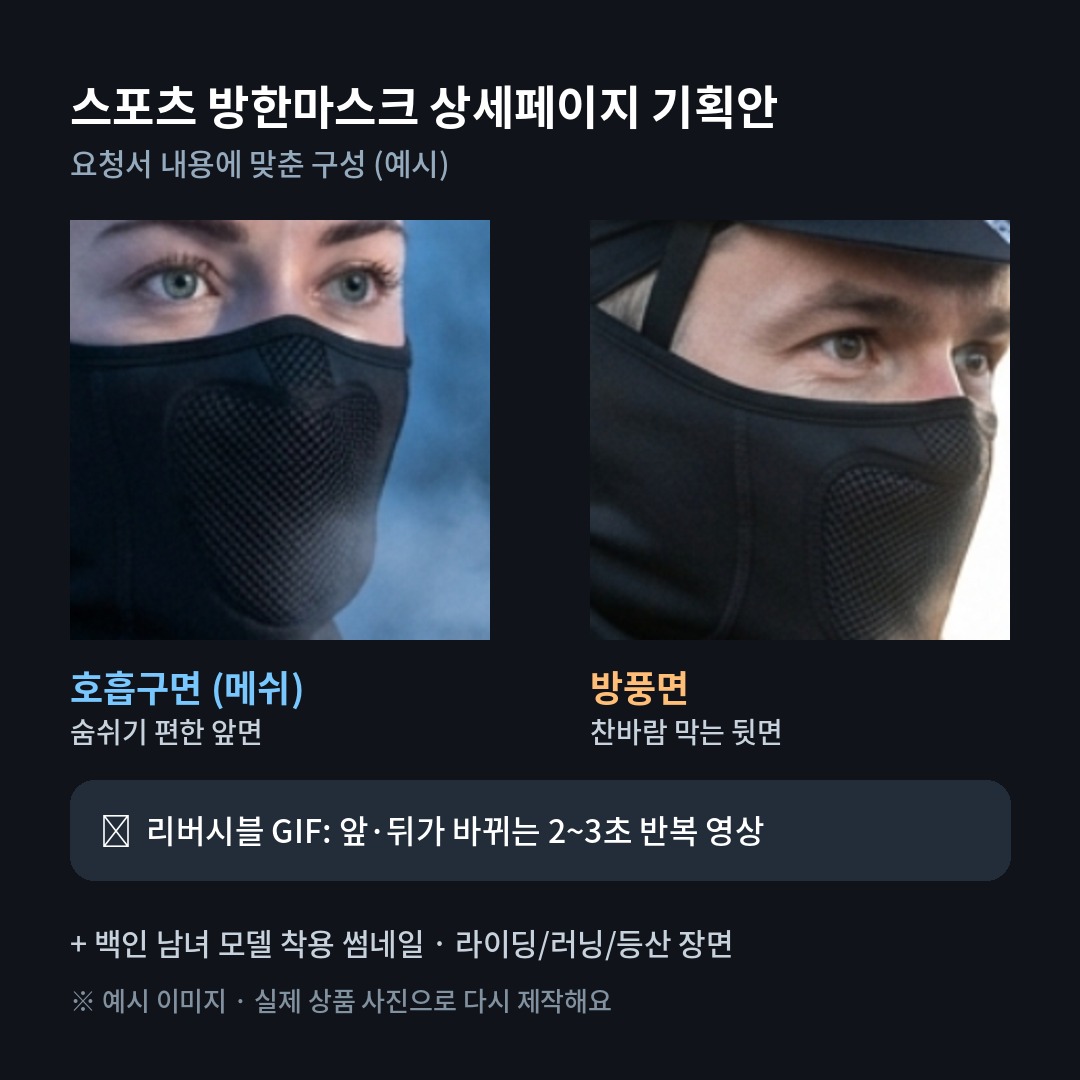 스포츠 방한마스크 상세페이지 기획안
요청서 내용에 맞춘 구성 (예시)
호흡구면 (메쉬)
숨쉬기 편한 앞면
방풍면
찬바람 막는 뒷면
리버시블 GIF: 앞·뒤가 바뀌는 2~3초 반복 영상
+ 백인 남녀 모델 착용 썸네일 · 라이딩/러닝/등산 장면
※ 예시 이미지 · 실제 상품 사진으로 다시 제작해요